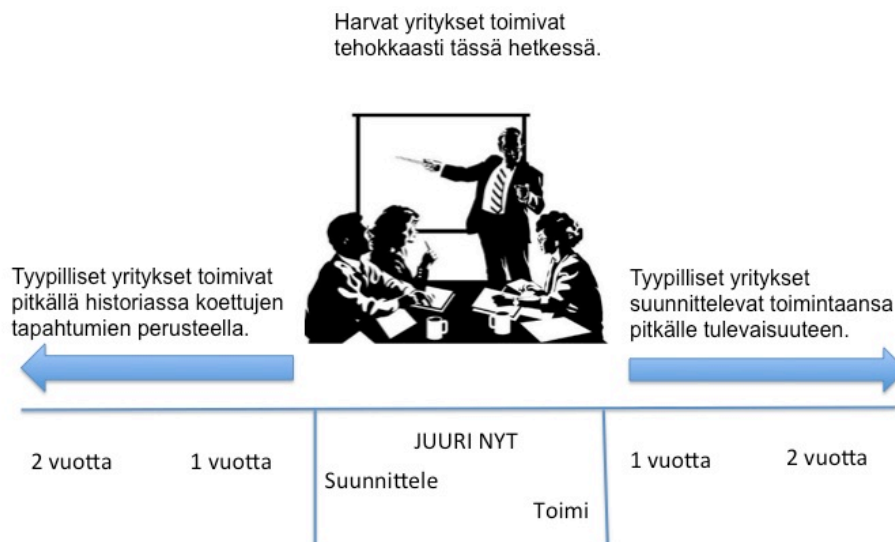 Harvat yritykset toimivat
tehokkaasti tässä hetkessä.
Tyypilliset yritykset toimivat
pitkällä historiassa koettujen
tapahtumien perusteella.
Tyypilliset yritykset
suunnittelevat toimintaansa
pitkälle tulevaisuuteen.
2 vuotta
1 vuotta
JUURI NYT
Suunnittele
Toimi
1 vuotta
2 vuotta